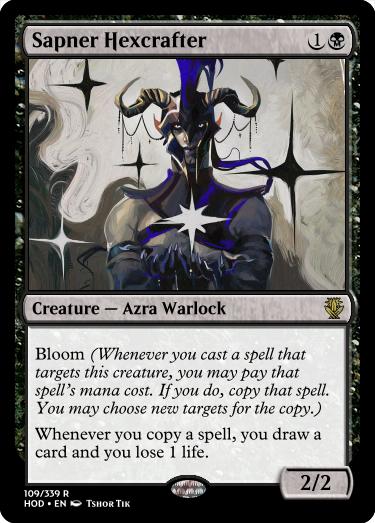 Sapner Hexcrafter 1
Creature — Azra Warlock
Bloom (Whenever you cast a spell that
targets this creature, you may pay that
spell's mana cost. If you do, copy that spell.
You may choose new targets for the copy.)
Whenever you copy a spell, you draw a
card and you lose 1 life.
2/2
109/339 R
HOD • EN Tshor Tik